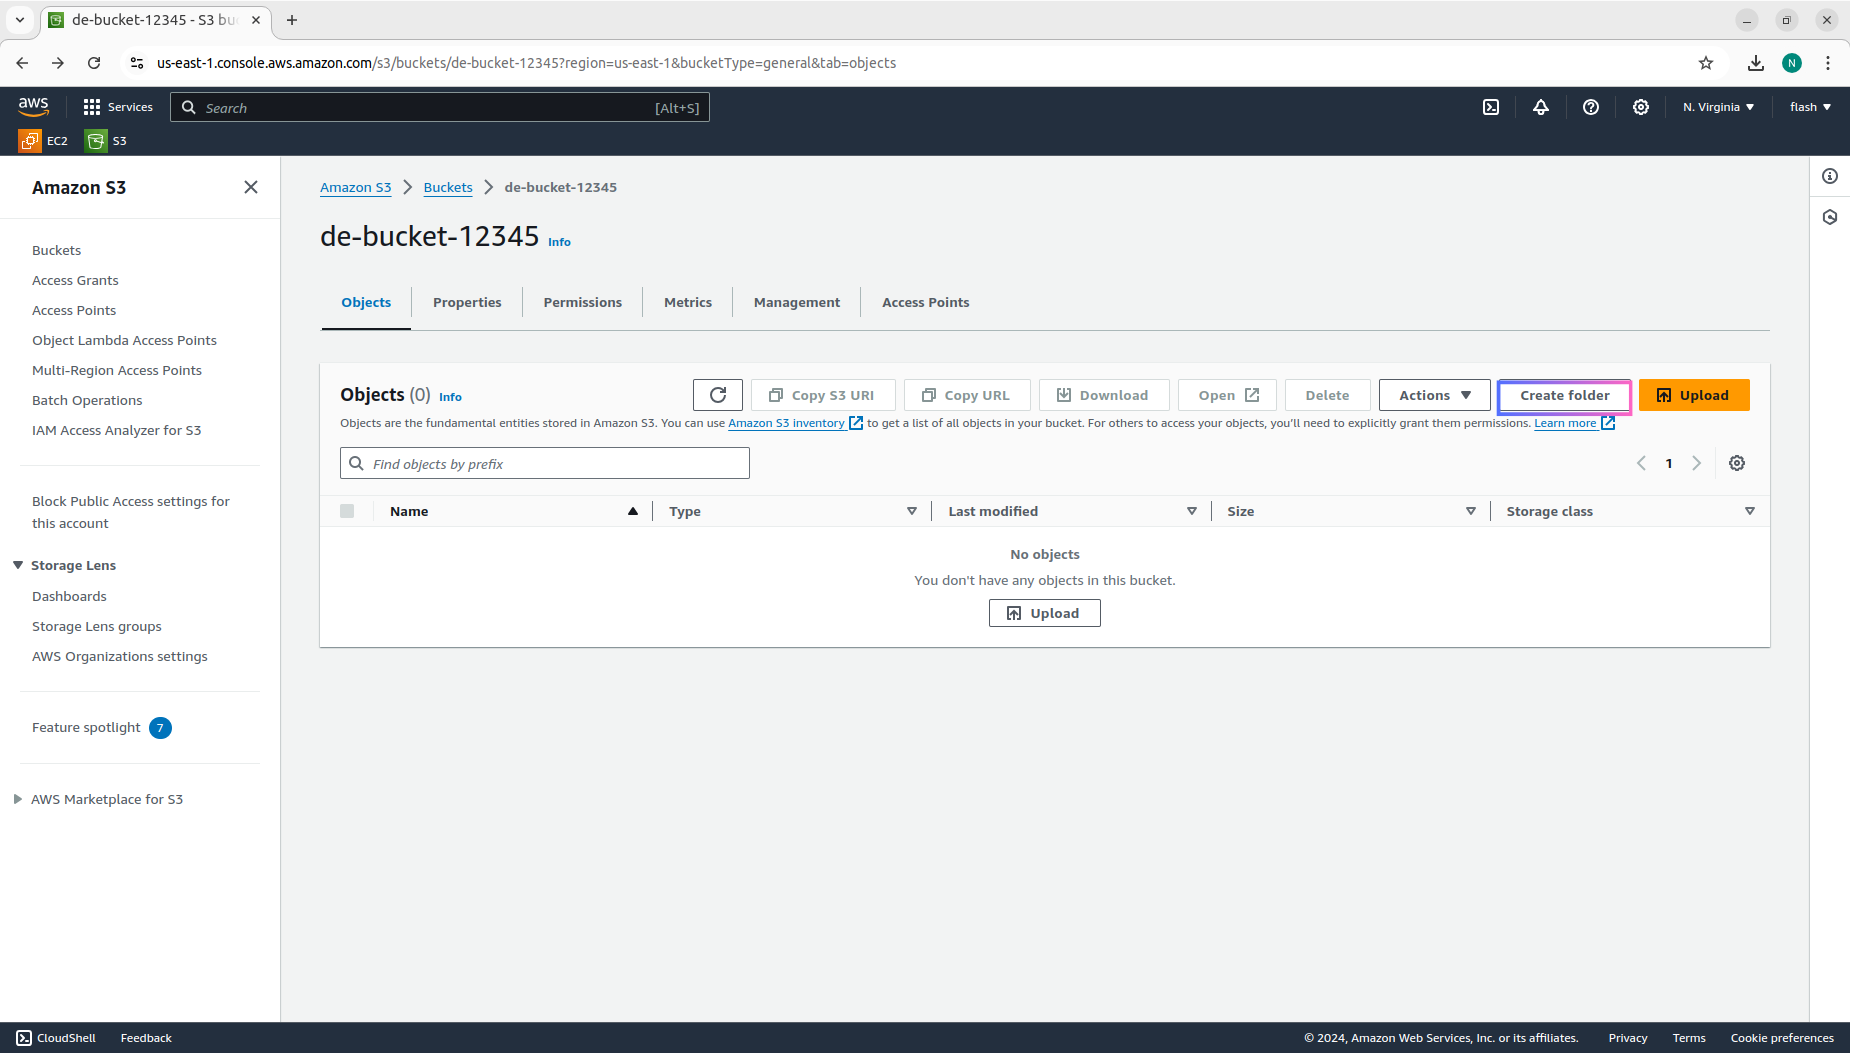 de-bucket-12345 - S3 bu
us-east-1.console.aws.amazon.com/s3/buckets/de-bucket-12345?region=us-east-1&bucketType=general&tab=objects
N
aws
Services
Search
[Alt+S]
N. Virginia
flash
EC2
S3
Amazon S3
Buckets
Access Grants
Access Points
Object Lambda Access Points
Multi-Region Access Points
Batch Operations
IAM Access Analyzer for S3
Block Public Access settings for
this account
Storage Lens
Dashboards
Storage Lens groups
AWS Organizations settings
Feature spotlight 7
AWS Marketplace for S3
Amazon S3 Buckets de-bucket-12345
de-bucket-12345 Info
Objects Properties Permissions Metrics Management Access Points
Objects (0) Info
Copy S3 URI Copy URL Download Open Delete Actions Create folder Upload
Objects are the fundamental entities stored in Amazon S3. You can use Amazon S3 inventory to get a list of all objects in your bucket. For others to access your objects, you'll need to explicitly grant them permissions. Learn more
Find objects by prefix
1
Name Type Last modified Size Storage class
No objects
You don't have any objects in this bucket.
Upload
CloudShell Feedback © 2024, Amazon Web Services, Inc. or its affiliates. Privacy Terms Cookie preferences